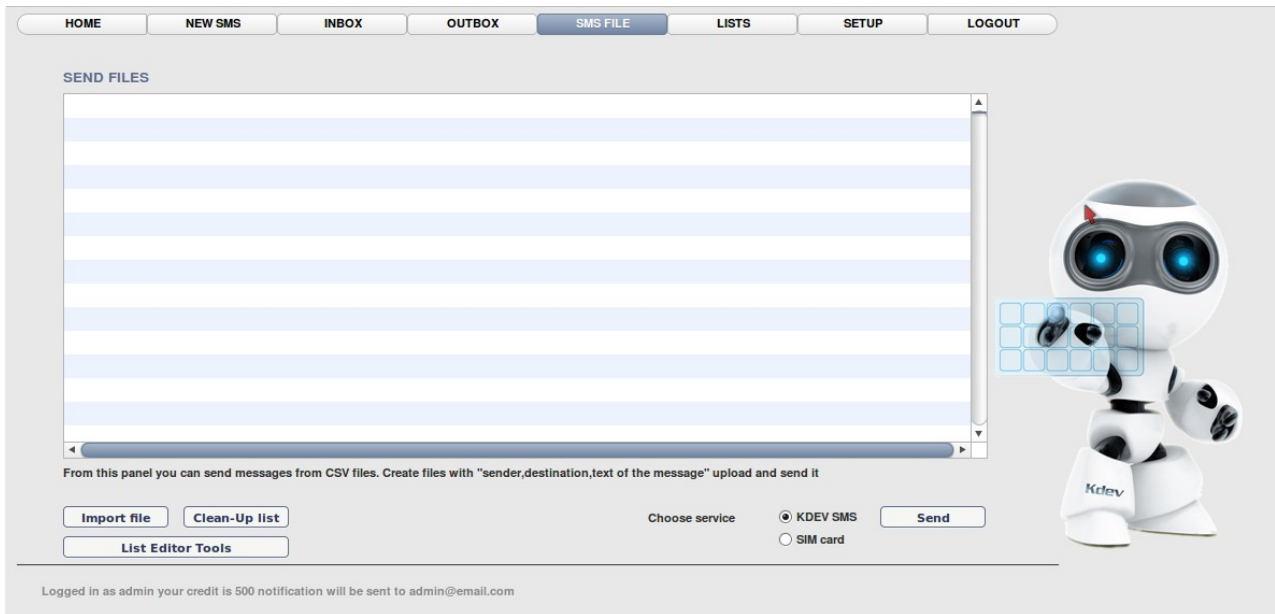 HOME NEW SMS INBOX OUTBOX SMS FILE LISTS SETUP LOGOUT
SEND FILES
From this panel you can send messages from CSV files. Create files with "sender,destination,text of the message" upload and send it
Import file Clean-Up list Choose service KDEV SMS Send
List Editor Tools SIM card
Kdev
Logged in as admin your credit is 500 notification will be sent to admin@email.com